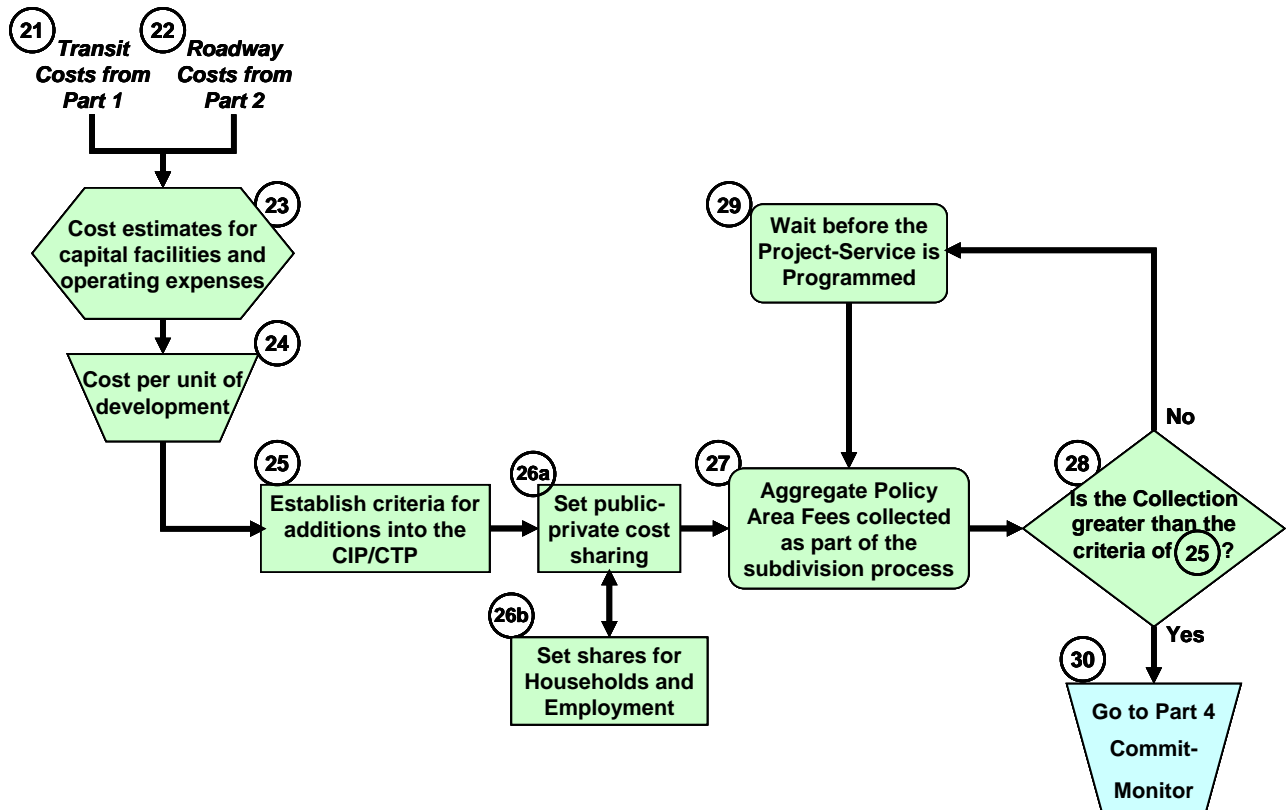 21
Transit
Costs from
Part 1
22
Roadway
Costs from
Part 2
23
Cost estimates for
capital facilities and
operating expenses
24
Cost per unit of
development
25
Establish criteria for
additions into the
CIP/CTP
26a
Set public-
private cost
sharing
26b
Set shares for
Households and
Employment
27
Aggregate Policy
Area Fees collected
as part of the
subdivision process
28
Is the Collection
greater than the
criteria of 25 ?
No
29
Wait before the
Project-Service is
Programmed
Yes
30
Go to Part 4
Commit-
Monitor